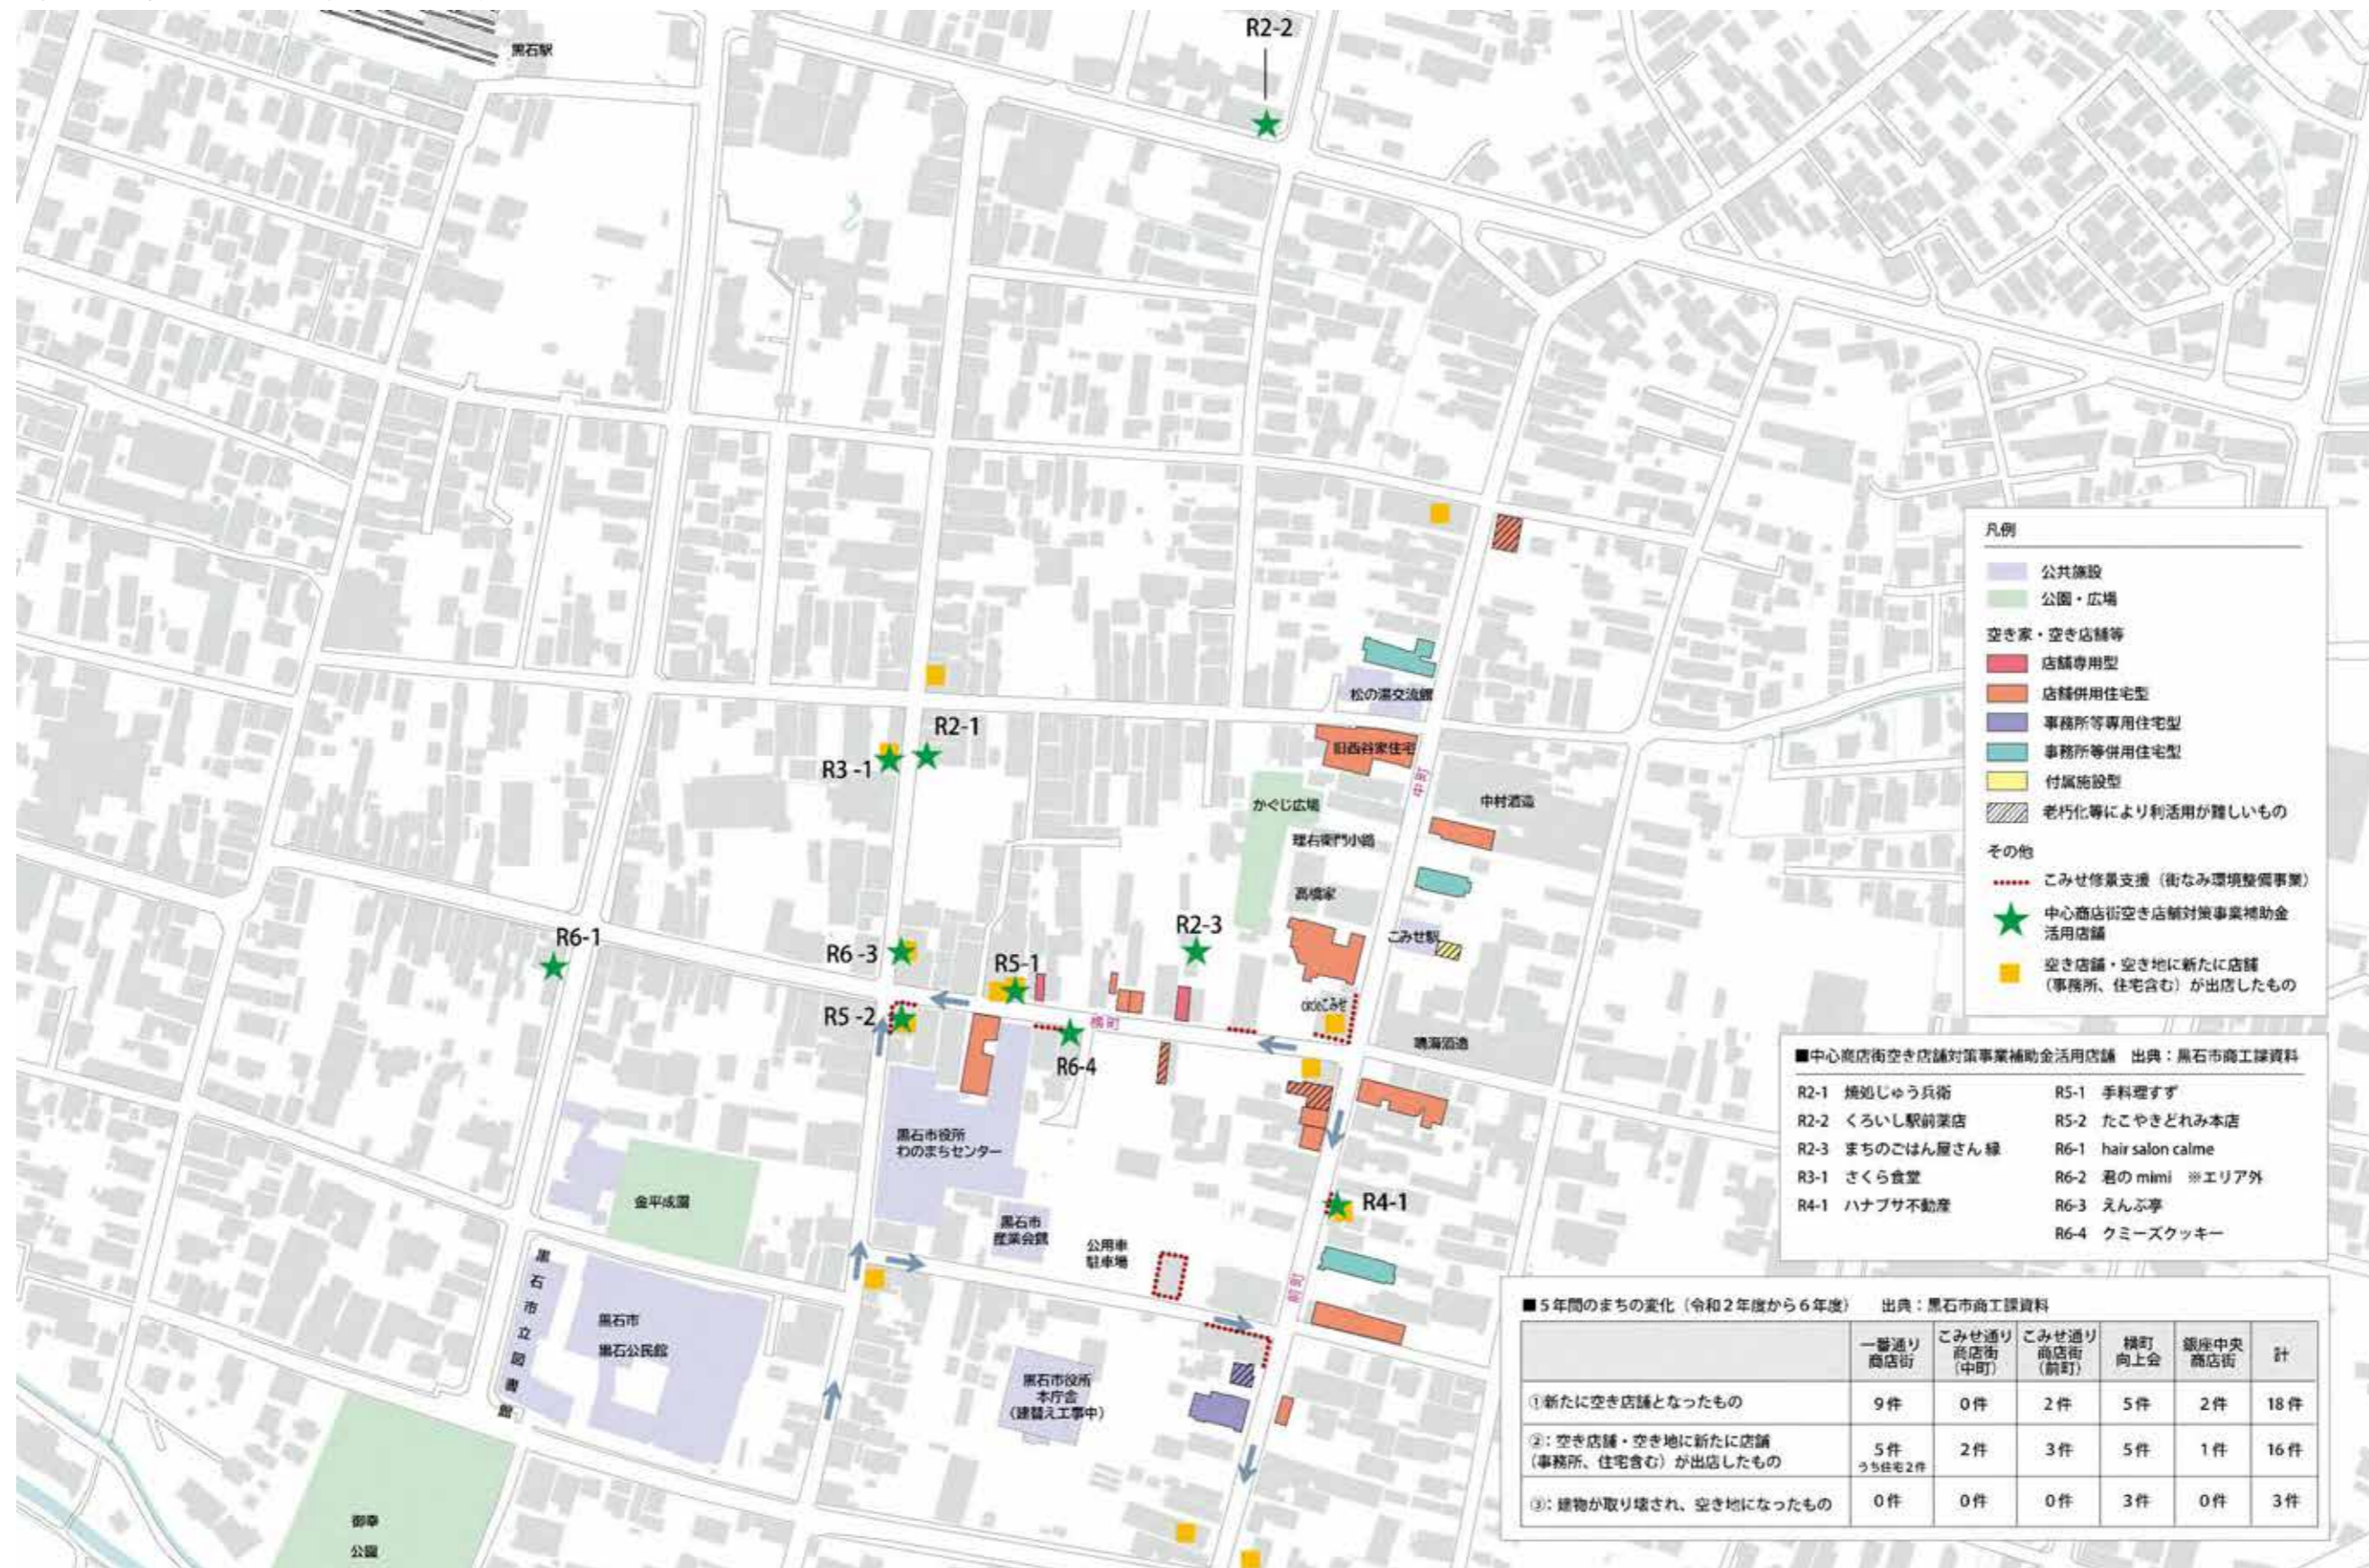 黒石駅
R2-2
松の湯交流館
旧西谷家住宅
中町
中村酒造
かぐじ広場
理右衛門小路
高橋家
こみせ駅
R2-1
R3 -1
R6-1
R6 -3
R5-1
R2-3
circleこみせ
R5 -2
横町
R6-4
鳴海酒造
黒石市役所
わのまちセンター
金平成園
黒石市
産業会館
公用車
駐車場
R4-1
前町
黒石市立図書館
黒石市
黒石公民館
黒石市役所
本庁舎
（建替え工事中）
御幸
公園
凡例
公共施設
公園・広場
空き家・空き店舗等
店舗専用型
店舗併用住宅型
事務所等専用住宅型
事務所等併用住宅型
付属施設型
老朽化等により利活用が難しいもの
その他
こみせ修景支援（街なみ環境整備事業）
中心商店街空き店舗対策事業補助金
活用店舗
空き店舗・空き地に新たに店舗
（事務所、住宅含む）が出店したもの
■中心商店街空き店舗対策事業補助金活用店舗　出典：黒石市商工課資料
R2-1 焼処じゅう兵衛
R2-2 くろいし駅前薬店
R2-3 まちのごはん屋さん 縁
R3-1 さくら食堂
R4-1 ハナブサ不動産
R5-1 手料理すず
R5-2 たこやきどれみ本店
R6-1 hair salon calme
R6-2 君の mimi ※エリア外
R6-3 えんぶ亭
R6-4 クミーズクッキー
■５年間のまちの変化（令和２年度から６年度）　出典：黒石市商工課資料
一番通り商店街 こみせ通り商店街（中町） こみせ通り商店街（前町） 横町向上会 銀座中央商店街 計
①新たに空き店舗となったもの 9件 0件 2件 5件 2件 18件
②：空き店舗・空き地に新たに店舗
（事務所、住宅含む）が出店したもの 5件 うち住宅2件 2件 3件 5件 1件 16件
③：建物が取り壊され、空き地になったもの 0件 0件 0件 3件 0件 3件